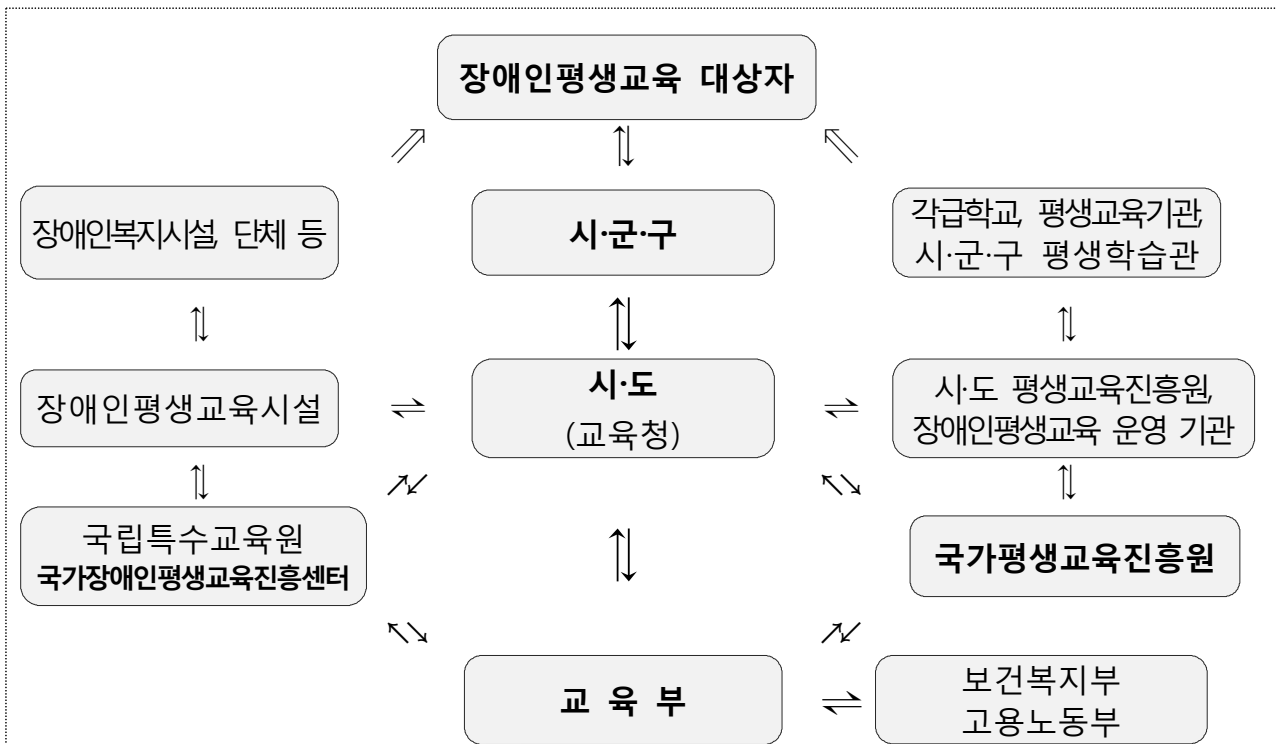 장애인평생교육 대상자
장애인복지시설, 단체 등
시·군·구
각급학교, 평생교육기관,
시·군·구 평생학습관
장애인평생교육시설
시·도
(교육청)
시·도 평생교육진흥원,
장애인평생교육 운영 기관
국립특수교육원
국가장애인평생교육진흥센터
국가평생교육진흥원
교 육 부
보건복지부
고용노동부